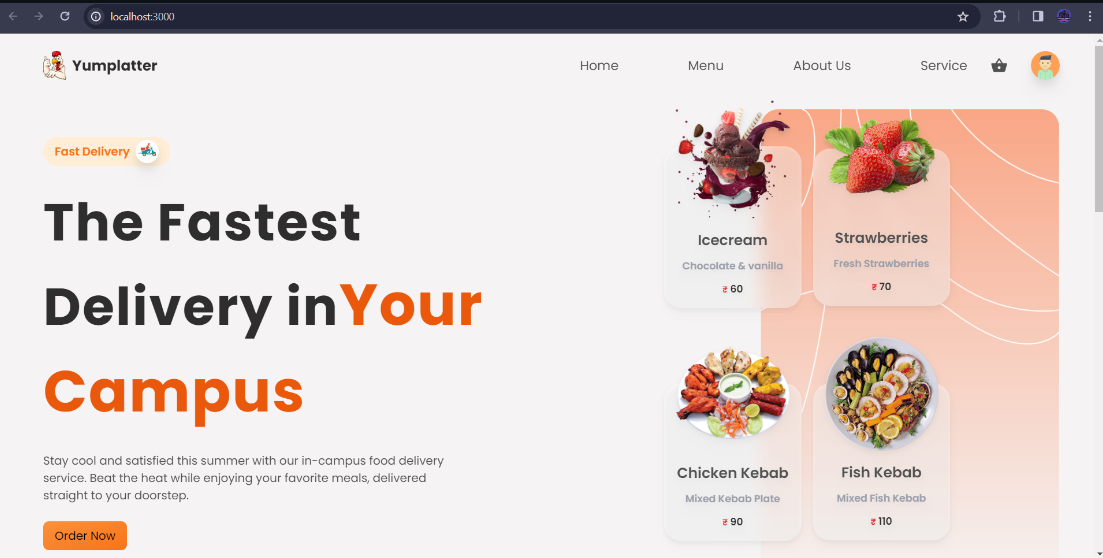 localhost:3000
Yumplatter
Home Menu About Us Service
Fast Delivery
The Fastest
Delivery inYour
Campus
Stay cool and satisfied this summer with our in-campus food delivery
service. Beat the heat while enjoying your favorite meals, delivered
straight to your doorstep.
Order Now
Icecream
Chocolate & vanilla
₹ 60
Strawberries
Fresh Strawberries
₹ 70
Chicken Kebab
Mixed Kebab Plate
₹ 90
Fish Kebab
Mixed Fish Kebab
₹ 110